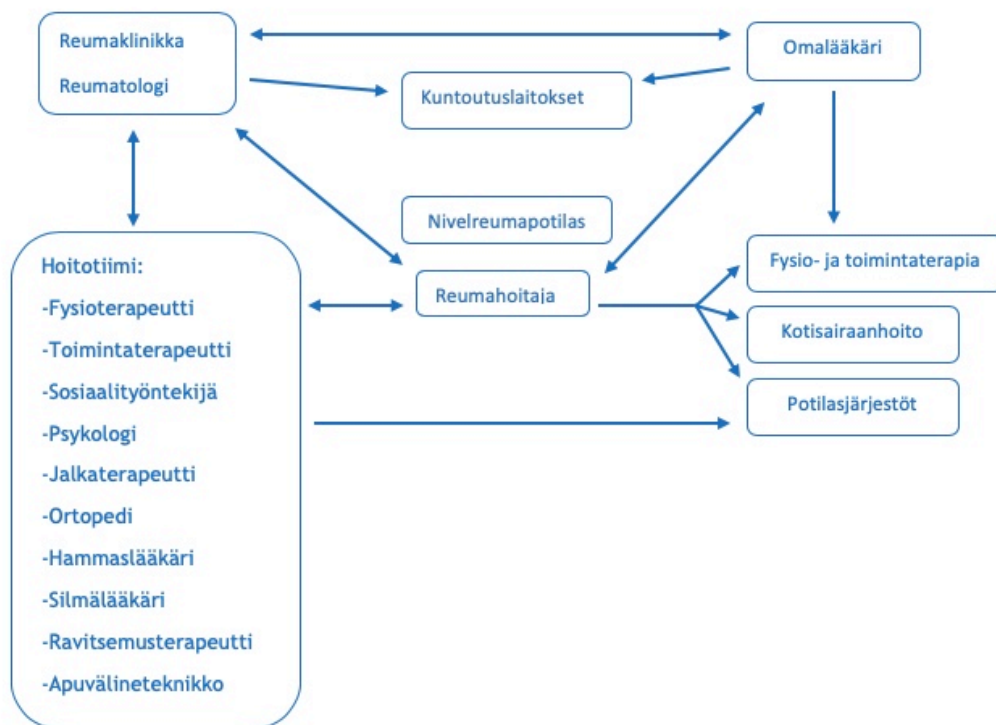 Reumaklinikka
Reumatologi
Omalääkäri
Kuntoutuslaitokset
Nivelreumapotilas
Reumahoitaja
Fysio- ja toimintaterapia
Kotisairaanhoito
Potilasjärjestöt
Hoitotiimi:
-Fysioterapeutti
-Toimintaterapeutti
-Sosiaalityöntekijä
-Psykologi
-Jalkaterapeutti
-Ortopedi
-Hammaslääkäri
-Silmälääkäri
-Ravitsemusterapeutti
-Apuvälineteknikko